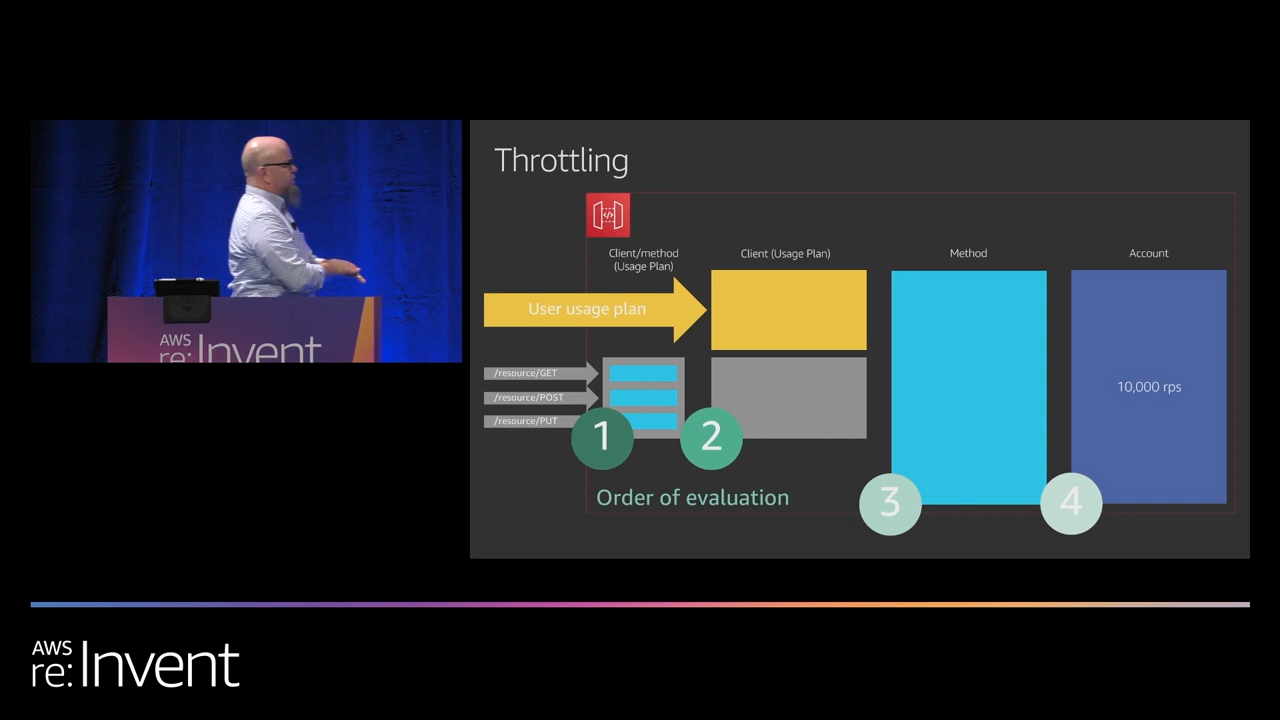 Throttling
Client/method
(Usage Plan)
Client (Usage Plan)
Method
Account
User usage plan
/resource/GET
/resource/POST
/resource/PUT
10,000 rps
1
2
3
4
Order of evaluation
AWS
re:Invent
AWS
re:Invent